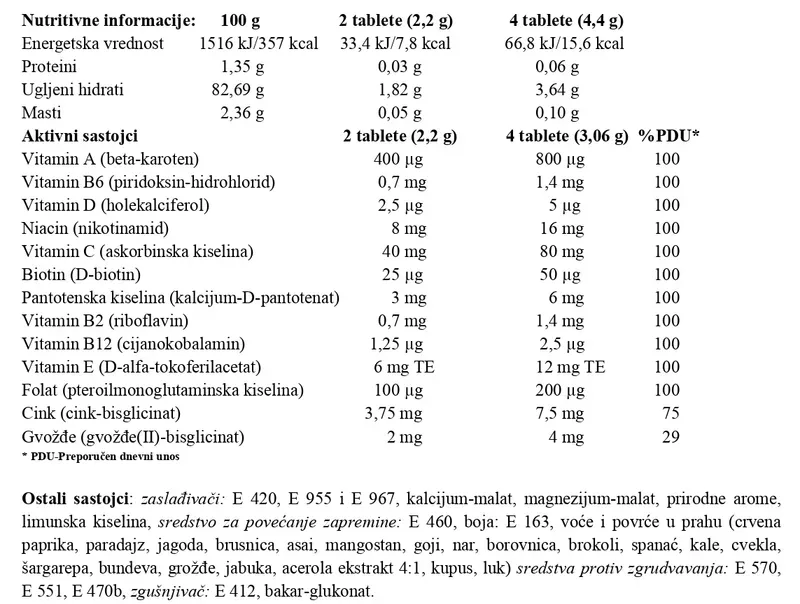 Nutritivne informacije: 100 g 2 tablete (2,2 g) 4 tablete (4,4 g)
Energetska vrednost 1516 kJ/357 kcal 33,4 kJ/7,8 kcal 66,8 kJ/15,6 kcal
Proteini 1,35 g 0,03 g 0,06 g
Ugljeni hidrati 82,69 g 1,82 g 3,64 g
Masti 2,36 g 0,05 g 0,10 g
Aktivni sastojci 2 tablete (2,2 g) 4 tablete (3,06 g) %PDU*
Vitamin A (beta-karoten) 400 µg 800 µg 100
Vitamin B6 (piridoksin-hidrohlorid) 0,7 mg 1,4 mg 100
Vitamin D (holekalciferol) 2,5 µg 5 µg 100
Niacin (nikotinamid) 8 mg 16 mg 100
Vitamin C (askorbinska kiselina) 40 mg 80 mg 100
Biotin (D-biotin) 25 µg 50 µg 100
Pantotenska kiselina (kalcijum-D-pantotenat) 3 mg 6 mg 100
Vitamin B2 (riboflavin) 0,7 mg 1,4 mg 100
Vitamin B12 (cijanokobalamin) 1,25 µg 2,5 µg 100
Vitamin E (D-alfa-tokoferilacetat) 6 mg TE 12 mg TE 100
Folat (pteroilmonoglutaminska kiselina) 100 µg 200 µg 100
Cink (cink-bisglicinat) 3,75 mg 7,5 mg 75
Gvožđe (gvožđe(II)-bisglicinat) 2 mg 4 mg 29
* PDU-Preporučen dnevni unos
Ostali sastojci: zaslađivači: E 420, E 955 i E 967, kalcijum-malat, magnezijum-malat, prirodne arome,
limunska kiselina, sredstvo za povećanje zapremine: E 460, boja: E 163, voće i povrće u prahu (crvena
paprika, paradajz, jagoda, brusnica, asai, mangostan, goji, nar, borovnica, brokoli, spanać, kale, cvekla,
šargarepa, bundeva, grožđe, jabuka, acerola ekstrakt 4:1, kupus, luk) sredstva protiv zgrudvavanja: E 570,
E 551, E 470b, zgušnjivač: E 412, bakar-glukonat.